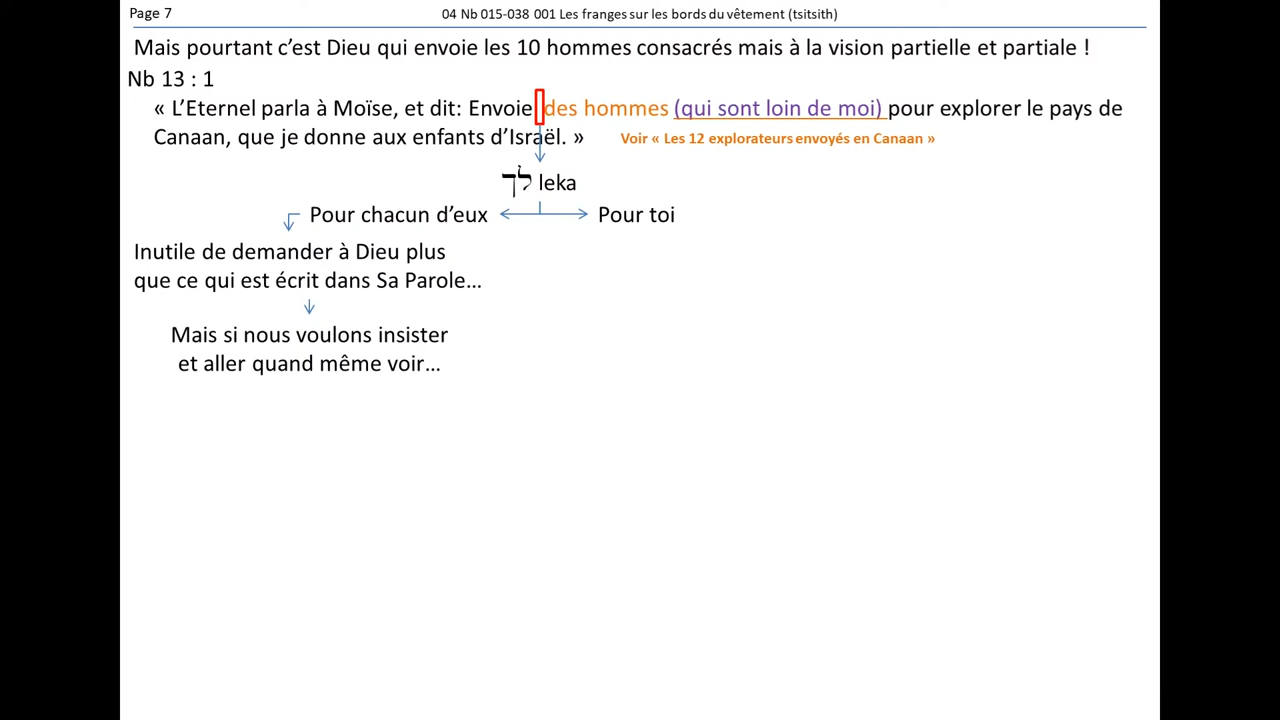 Page 7
04 Nb 015-038 001 Les franges sur les bords du vêtement (tsitsith)
Mais pourtant c’est Dieu qui envoie les 10 hommes consacrés mais à la vision partielle et partiale !
Nb 13 : 1
« L’Eternel parla à Moïse, et dit: Envoie des hommes (qui sont loin de moi) pour explorer le pays de
Canaan, que je donne aux enfants d’Israël. » Voir « Les 12 explorateurs envoyés en Canaan »
לך leka
Pour chacun d’eux Pour toi
Inutile de demander à Dieu plus
que ce qui est écrit dans Sa Parole…
Mais si nous voulons insister
et aller quand même voir…